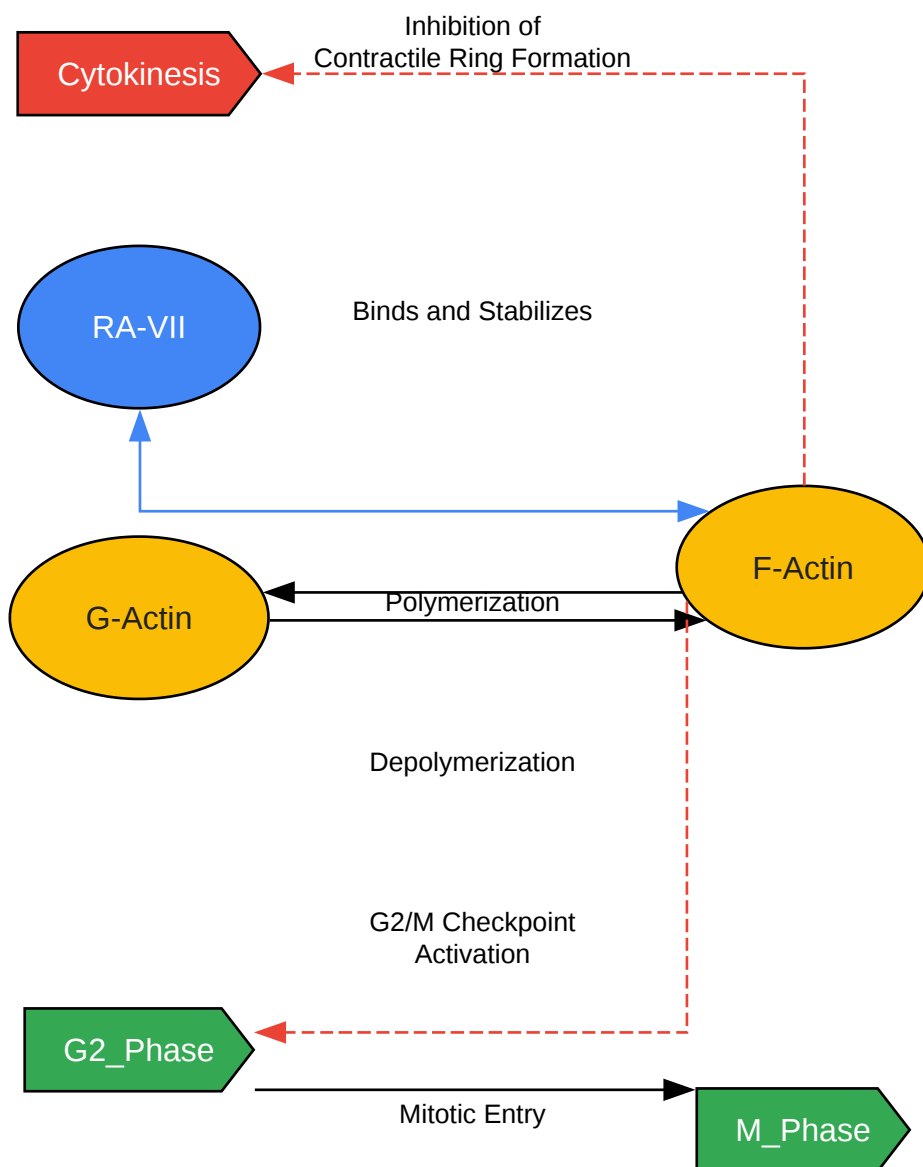 Inhibition of
Contractile Ring Formation
Cytokinesis
Binds and Stabilizes
RA-VII
F-Actin
Polymerization
G-Actin
Depolymerization
G2/M Checkpoint
Activation
G2_Phase
Mitotic Entry
M_Phase